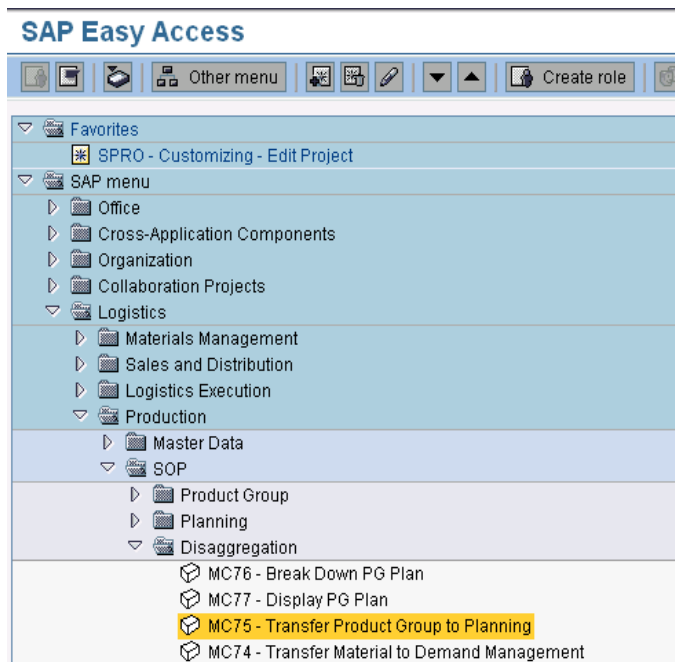 SAP Easy Access
Other menu
Create role
Favorites
SPRO - Customizing - Edit Project
SAP menu
Office
Cross-Application Components
Organization
Collaboration Projects
Logistics
Materials Management
Sales and Distribution
Logistics Execution
Production
Master Data
SOP
Product Group
Planning
Disaggregation
MC76 - Break Down PG Plan
MC77 - Display PG Plan
MC75 - Transfer Product Group to Planning
MC74 - Transfer Material to Demand Management